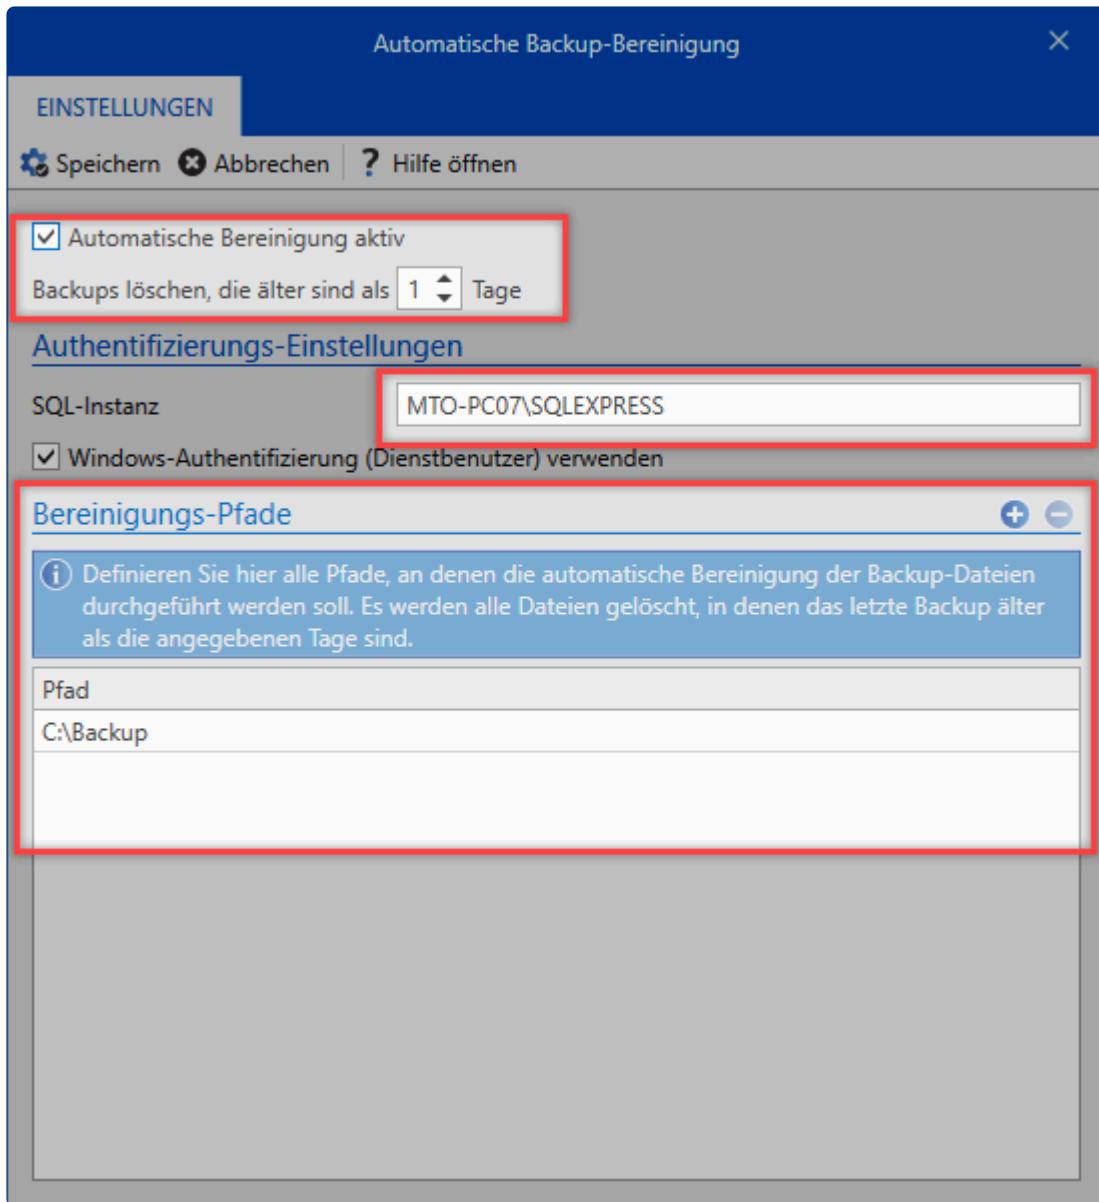 Automatische Backup-Bereinigung
EINSTELLUNGEN
Speichern Abbrechen ? Hilfe öffnen
Automatische Bereinigung aktiv
Backups löschen, die älter sind als 1 Tage
Authentifizierungs-Einstellungen
SQL-Instanz MTO-PC07\SQLEXPRESS
Windows-Authentifizierung (Dienstbenutzer) verwenden
Bereinigungs-Pfade
Definieren Sie hier alle Pfade, an denen die automatische Bereinigung der Backup-Dateien
durchgeführt werden soll. Es werden alle Dateien gelöscht, in denen das letzte Backup älter
als die angegebenen Tage sind.
Pfad
C:\Backup